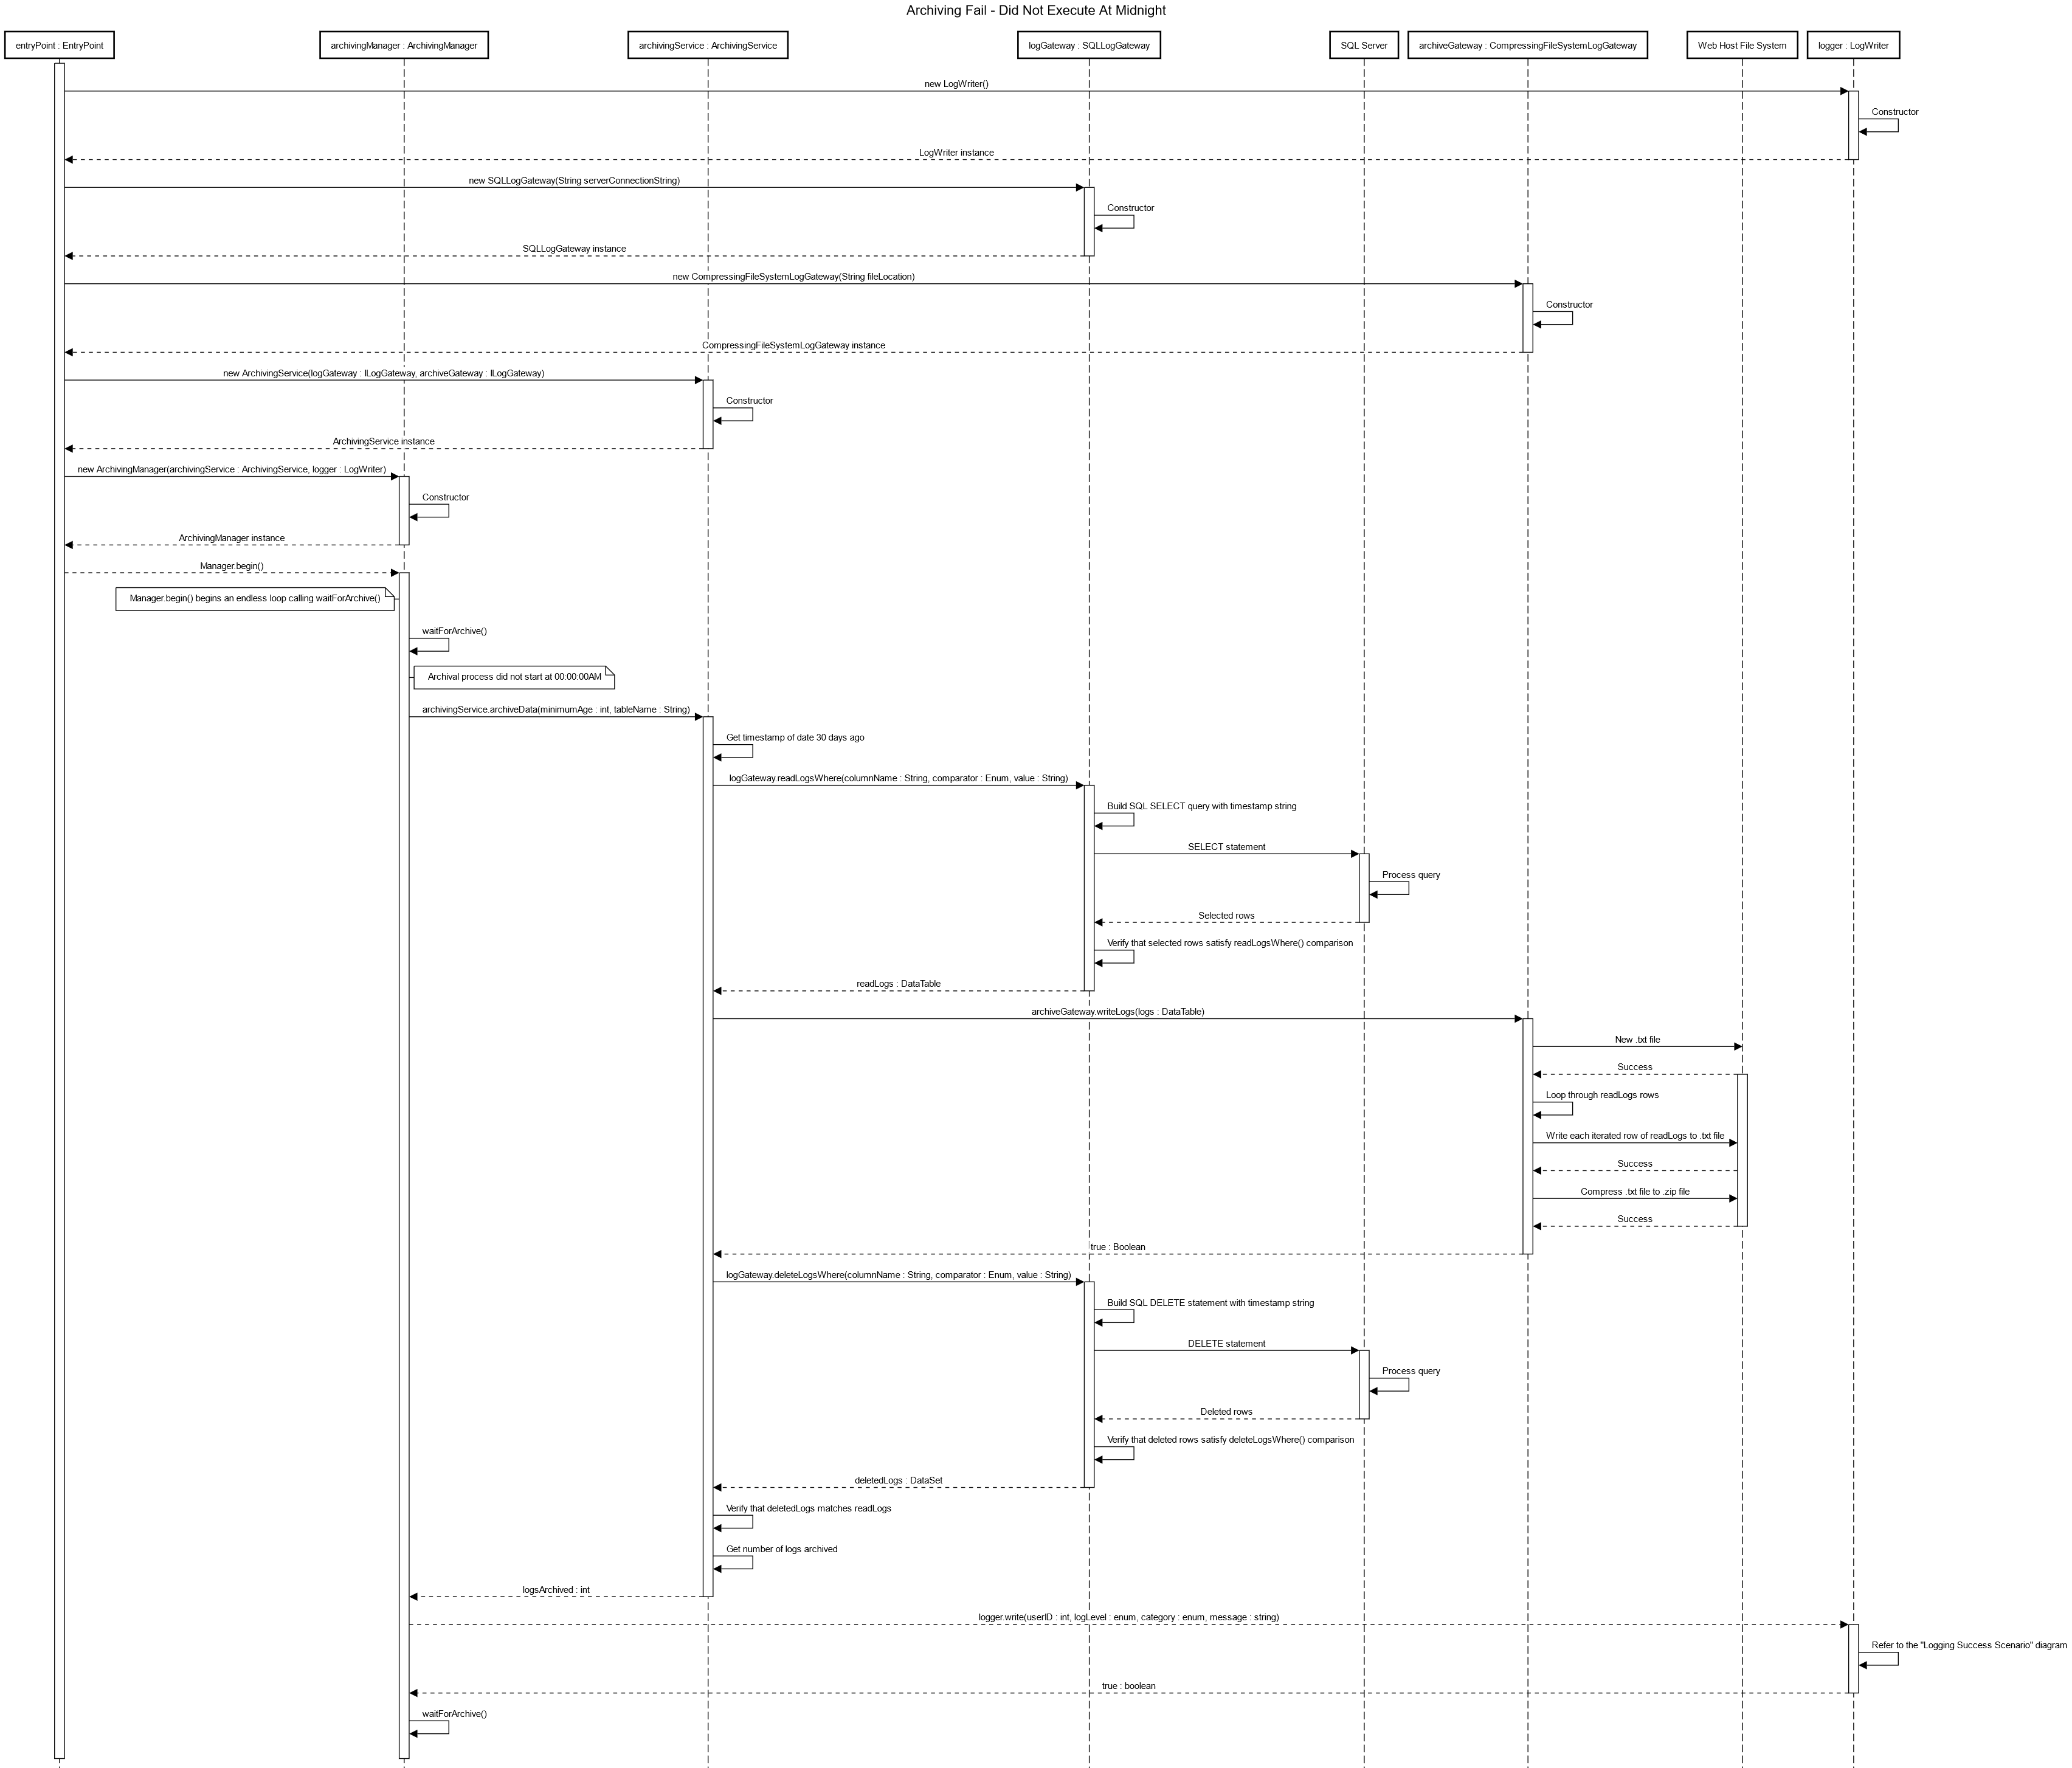 Archiving Fail - Did Not Execute At Midnight
entryPoint : EntryPoint
archivingManager : ArchivingManager
archivingService : ArchivingService
logGateway : SQLLogGateway
SQL Server
archiveGateway : CompressingFileSystemLogGateway
Web Host File System
logger : LogWriter
new LogWriter()
Constructor
LogWriter instance
new SQLLogGateway(String serverConnectionString)
Constructor
SQLLogGateway instance
new CompressingFileSystemLogGateway(String fileLocation)
Constructor
CompressingFileSystemLogGateway instance
new ArchivingService(logGateway : ILogGateway, archiveGateway : ILogGateway)
Constructor
ArchivingService instance
new ArchivingManager(archivingService : ArchivingService, logger : LogWriter)
Constructor
ArchivingManager instance
Manager.begin()
Manager.begin() begins an endless loop calling waitForArchive()
waitForArchive()
Archival process did not start at 00:00:00AM
archivingService.archiveData(minimumAge : int, tableName : String)
Get timestamp of date 30 days ago
logGateway.readLogsWhere(columnName : String, comparator : Enum, value : String)
Build SQL SELECT query with timestamp string
SELECT statement
Process query
Selected rows
Verify that selected rows satisfy readLogsWhere() comparison
readLogs : DataTable
archiveGateway.writeLogs(logs : DataTable)
New .txt file
Success
Loop through readLogs rows
Write each iterated row of readLogs to .txt file
Success
Compress .txt file to .zip file
Success
true : Boolean
logGateway.deleteLogsWhere(columnName : String, comparator : Enum, value : String)
Build SQL DELETE statement with timestamp string
DELETE statement
Process query
Deleted rows
Verify that deleted rows satisfy deleteLogsWhere() comparison
deletedLogs : DataSet
Verify that deletedLogs matches readLogs
Get number of logs archived
logsArchived : int
logger.write(userID : int, logLevel : enum, category : enum, message : string)
Refer to the "Logging Success Scenario" diagram
true : boolean
waitForArchive()